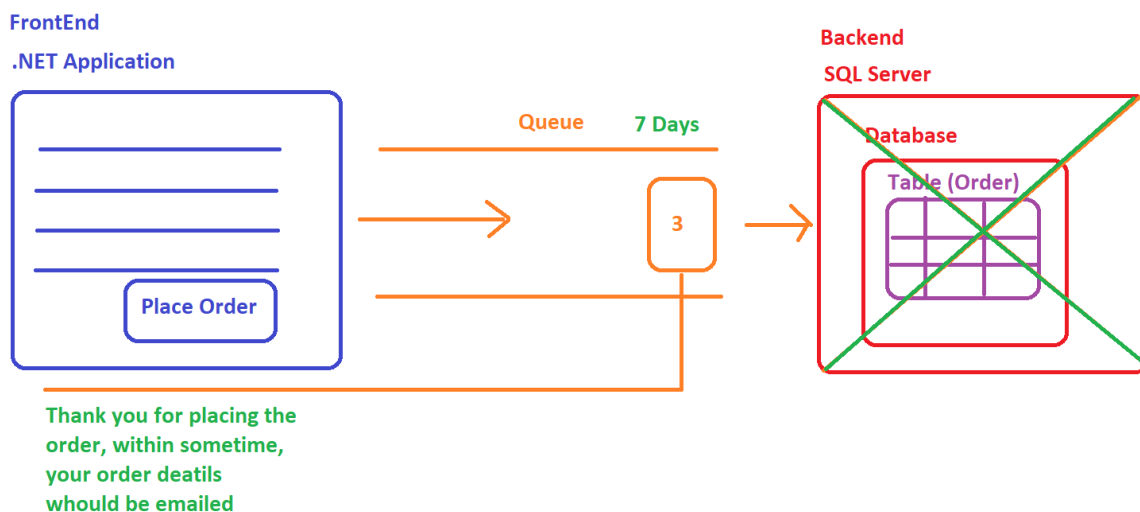 FrontEnd
.NET Application
Place Order
Queue
7 Days
3
Backend
SQL Server
Database
Table (Order)
Thank you for placing the
order, within sometime,
your order deatils
whould be emailed